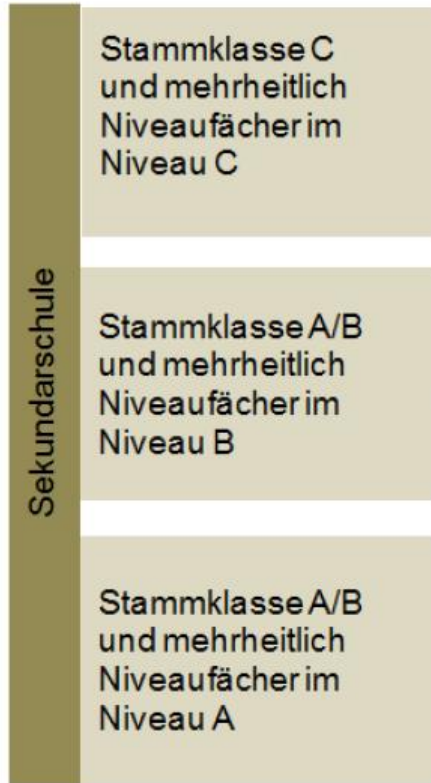 Sekundarschule
Stammklasse C
und mehrheitlich
Niveaufächer im
Niveau C
Stammklasse A/B
und mehrheitlich
Niveaufächer im
Niveau B
Stammklasse A/B
und mehrheitlich
Niveaufächer im
Niveau A